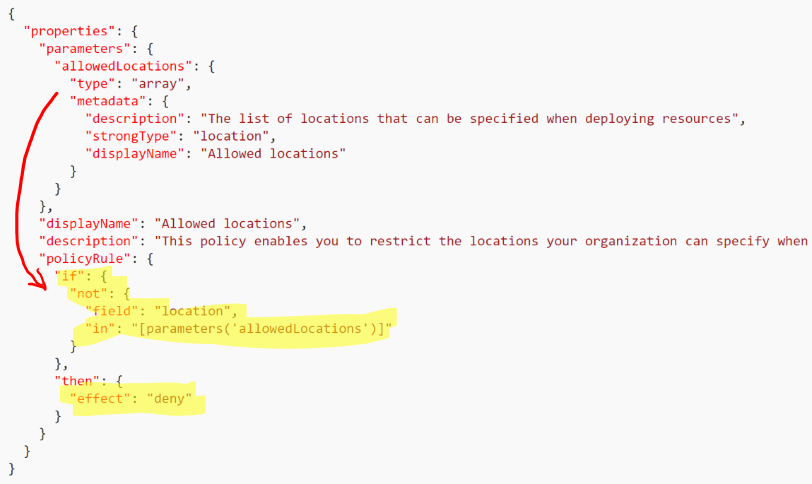 {
  "properties": {
    "parameters": {
      "allowedLocations": {
        "type": "array",
        "metadata": {
          "description": "The list of locations that can be specified when deploying resources",
          "strongType": "location",
          "displayName": "Allowed locations"
        }
      }
    },
    "displayName": "Allowed locations",
    "description": "This policy enables you to restrict the locations your organization can specify when
    "policyRule": {
      "if": {
        "not": {
          "field": "location",
          "in": "[parameters('allowedLocations')]"
        }
      },
      "then": {
        "effect": "deny"
      }
    }
  }
}